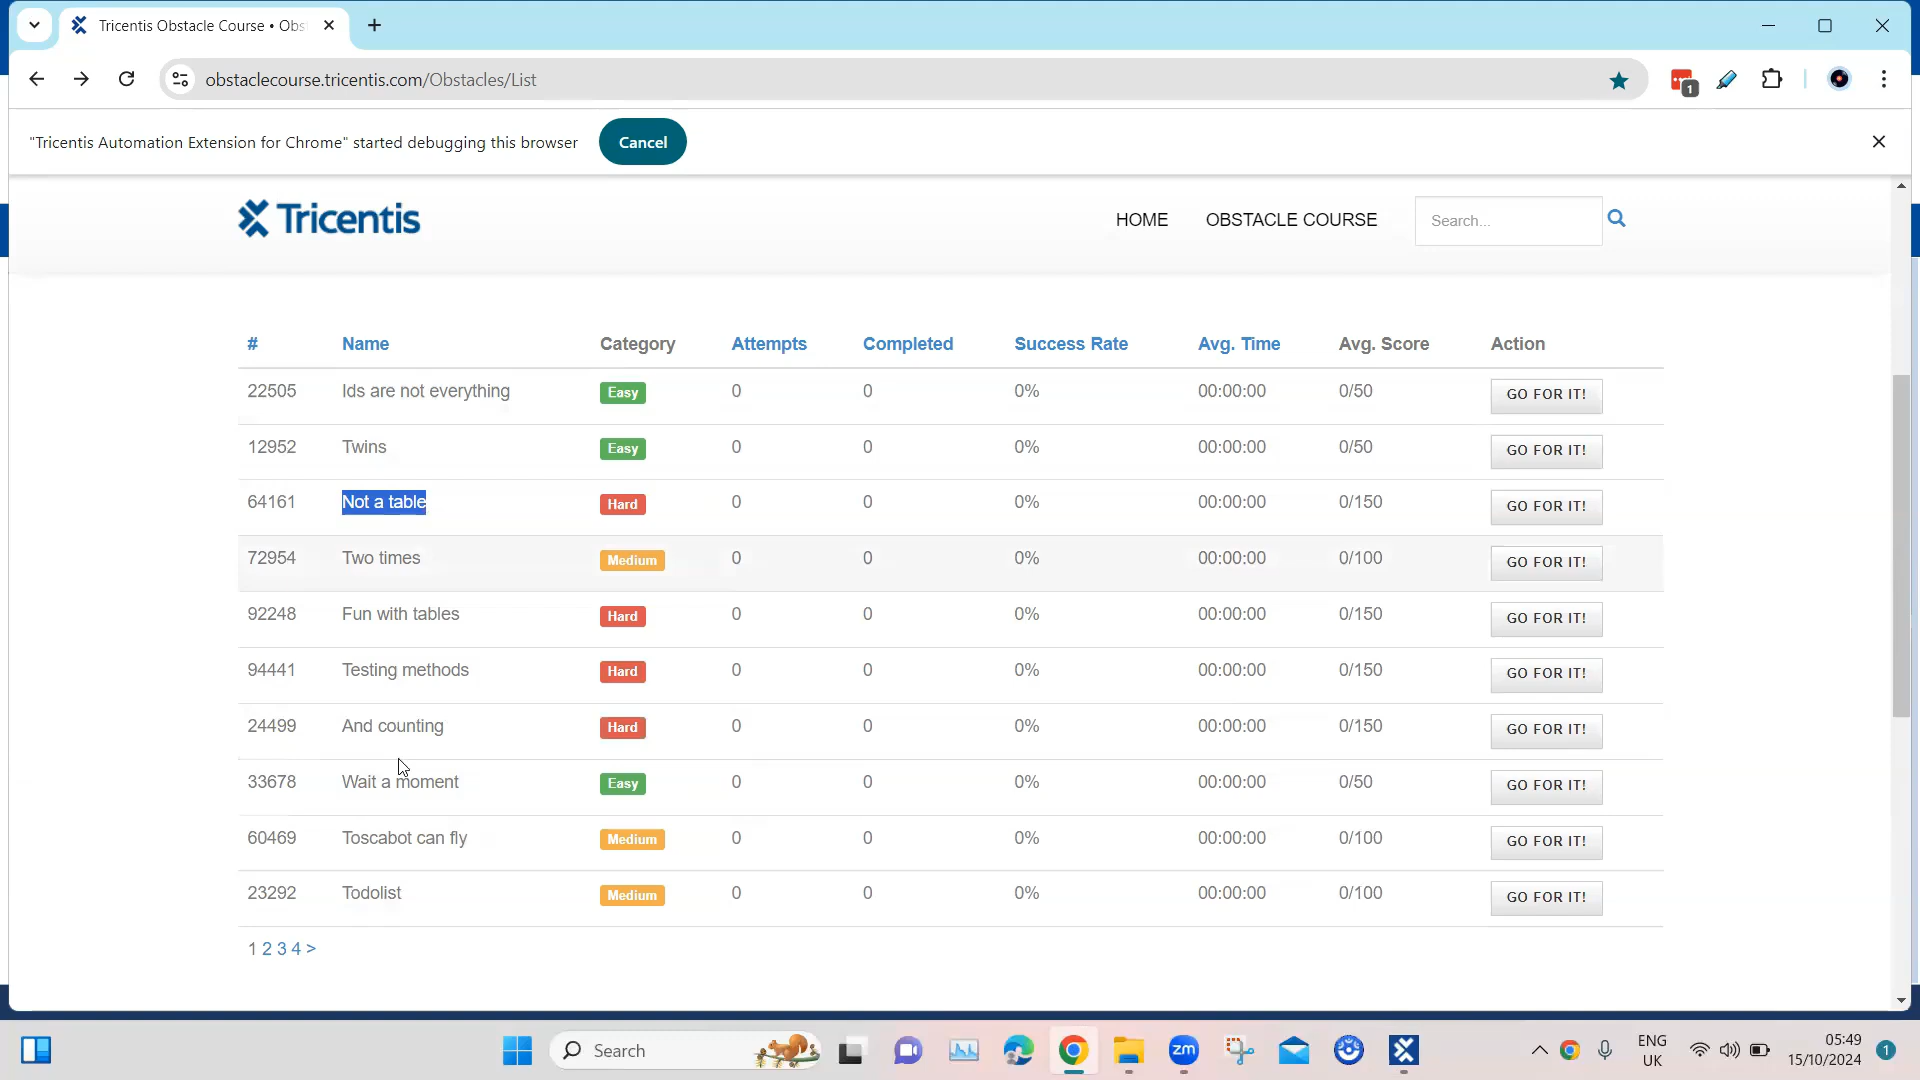 Tricentis Obstacle Course • Obs
obstaclecourse.tricentis.com/Obstacles/List
1
"Tricentis Automation Extension for Chrome" started debugging this browser Cancel
Tricentis
HOME OBSTACLE COURSE Search...
# Name Category Attempts Completed Success Rate Avg. Time Avg. Score Action
22505 Ids are not everything Easy 0 0 0% 00:00:00 0/50 GO FOR IT!
12952 Twins Easy 0 0 0% 00:00:00 0/50 GO FOR IT!
64161 Not a table Hard 0 0 0% 00:00:00 0/150 GO FOR IT!
72954 Two times Medium 0 0 0% 00:00:00 0/100 GO FOR IT!
92248 Fun with tables Hard 0 0 0% 00:00:00 0/150 GO FOR IT!
94441 Testing methods Hard 0 0 0% 00:00:00 0/150 GO FOR IT!
24499 And counting Hard 0 0 0% 00:00:00 0/150 GO FOR IT!
33678 Wait a moment Easy 0 0 0% 00:00:00 0/50 GO FOR IT!
60469 Toscabot can fly Medium 0 0 0% 00:00:00 0/100 GO FOR IT!
23292 Todolist Medium 0 0 0% 00:00:00 0/100 GO FOR IT!
1 2 3 4 >
Search
zm
ENG
UK
05:49
15/10/2024
1